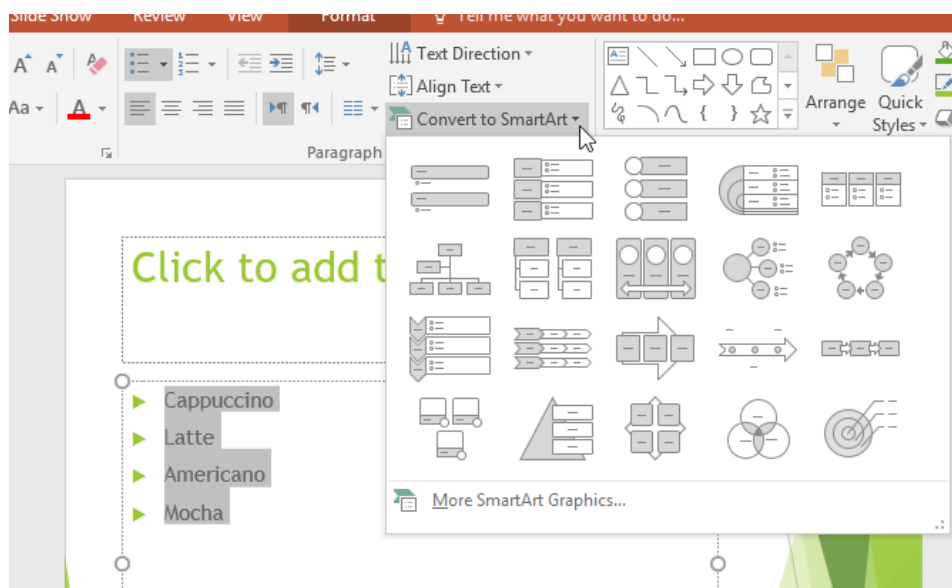 Slide Show Review View Format Tell me what you want to do...
Text Direction
Align Text
Convert to SmartArt
Aa A
Paragraph
Arrange Quick Styles
Click to add t
Cappuccino
Latte
Americano
Mocha
More SmartArt Graphics...